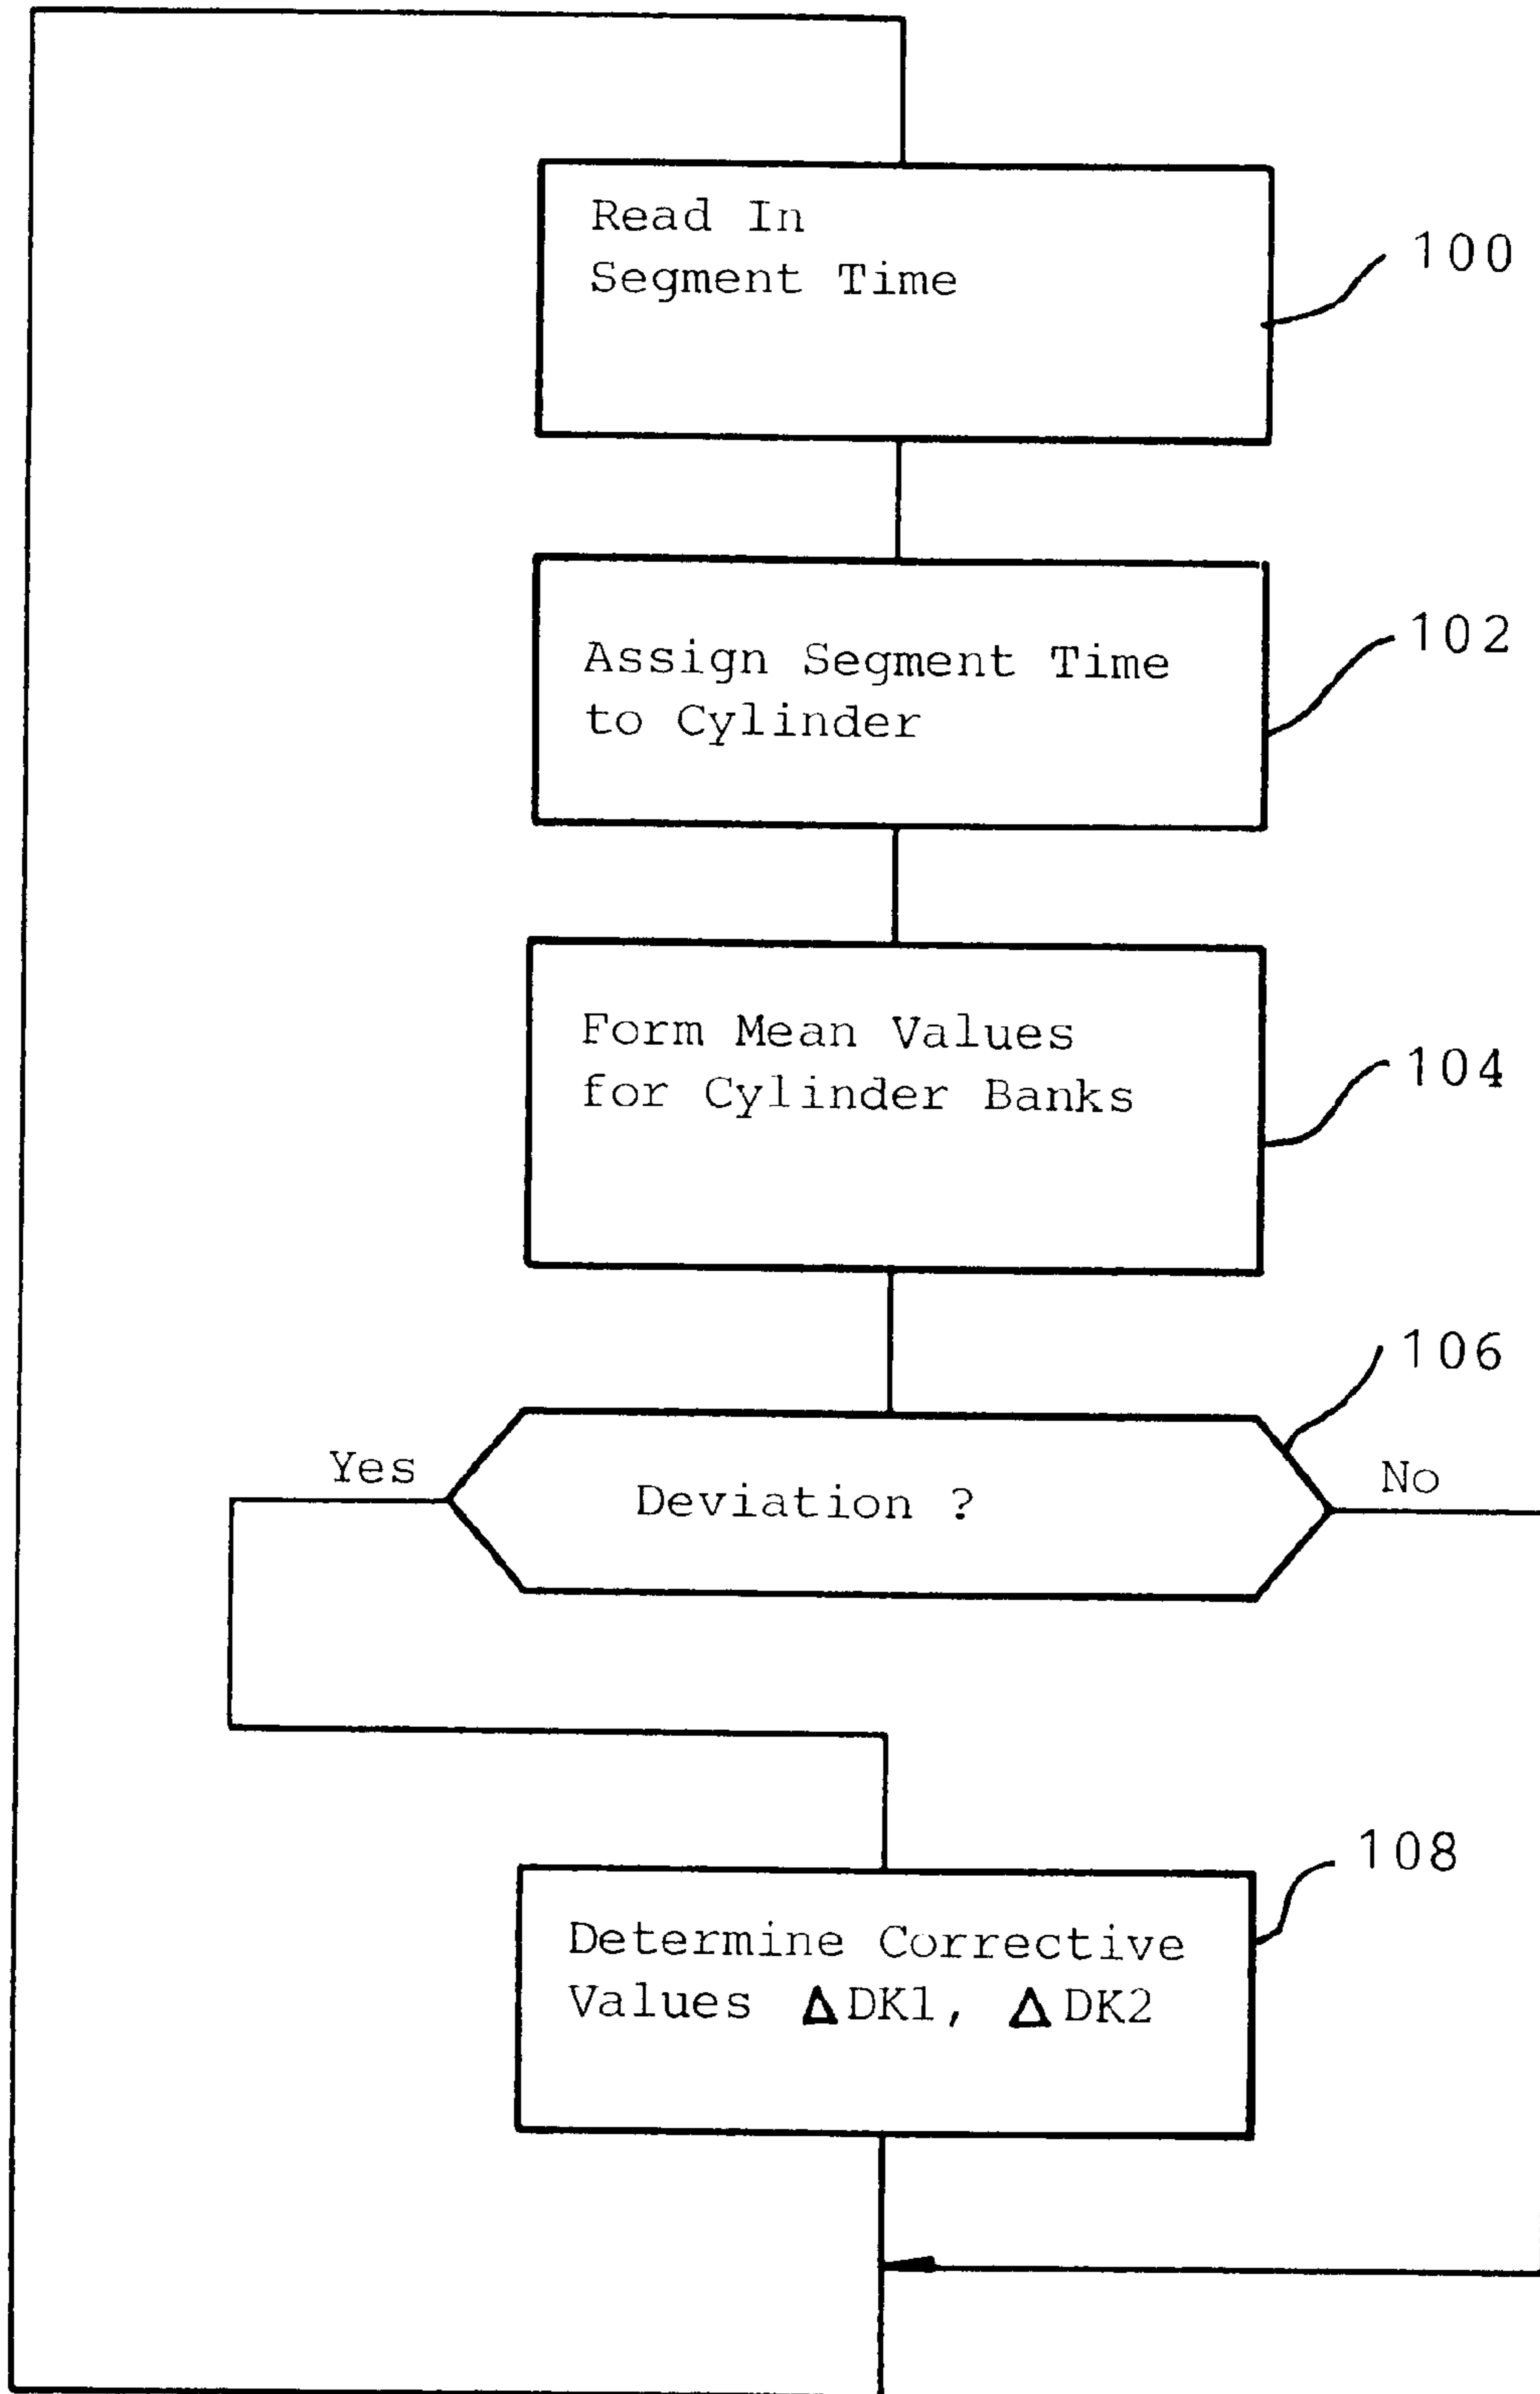 Read In
Segment Time
100
Assign Segment Time
to Cylinder
102
Form Mean Values
for Cylinder Banks
104
106
Yes
Deviation ?
No
108
Determine Corrective
Values ΔDK1, ΔDK2